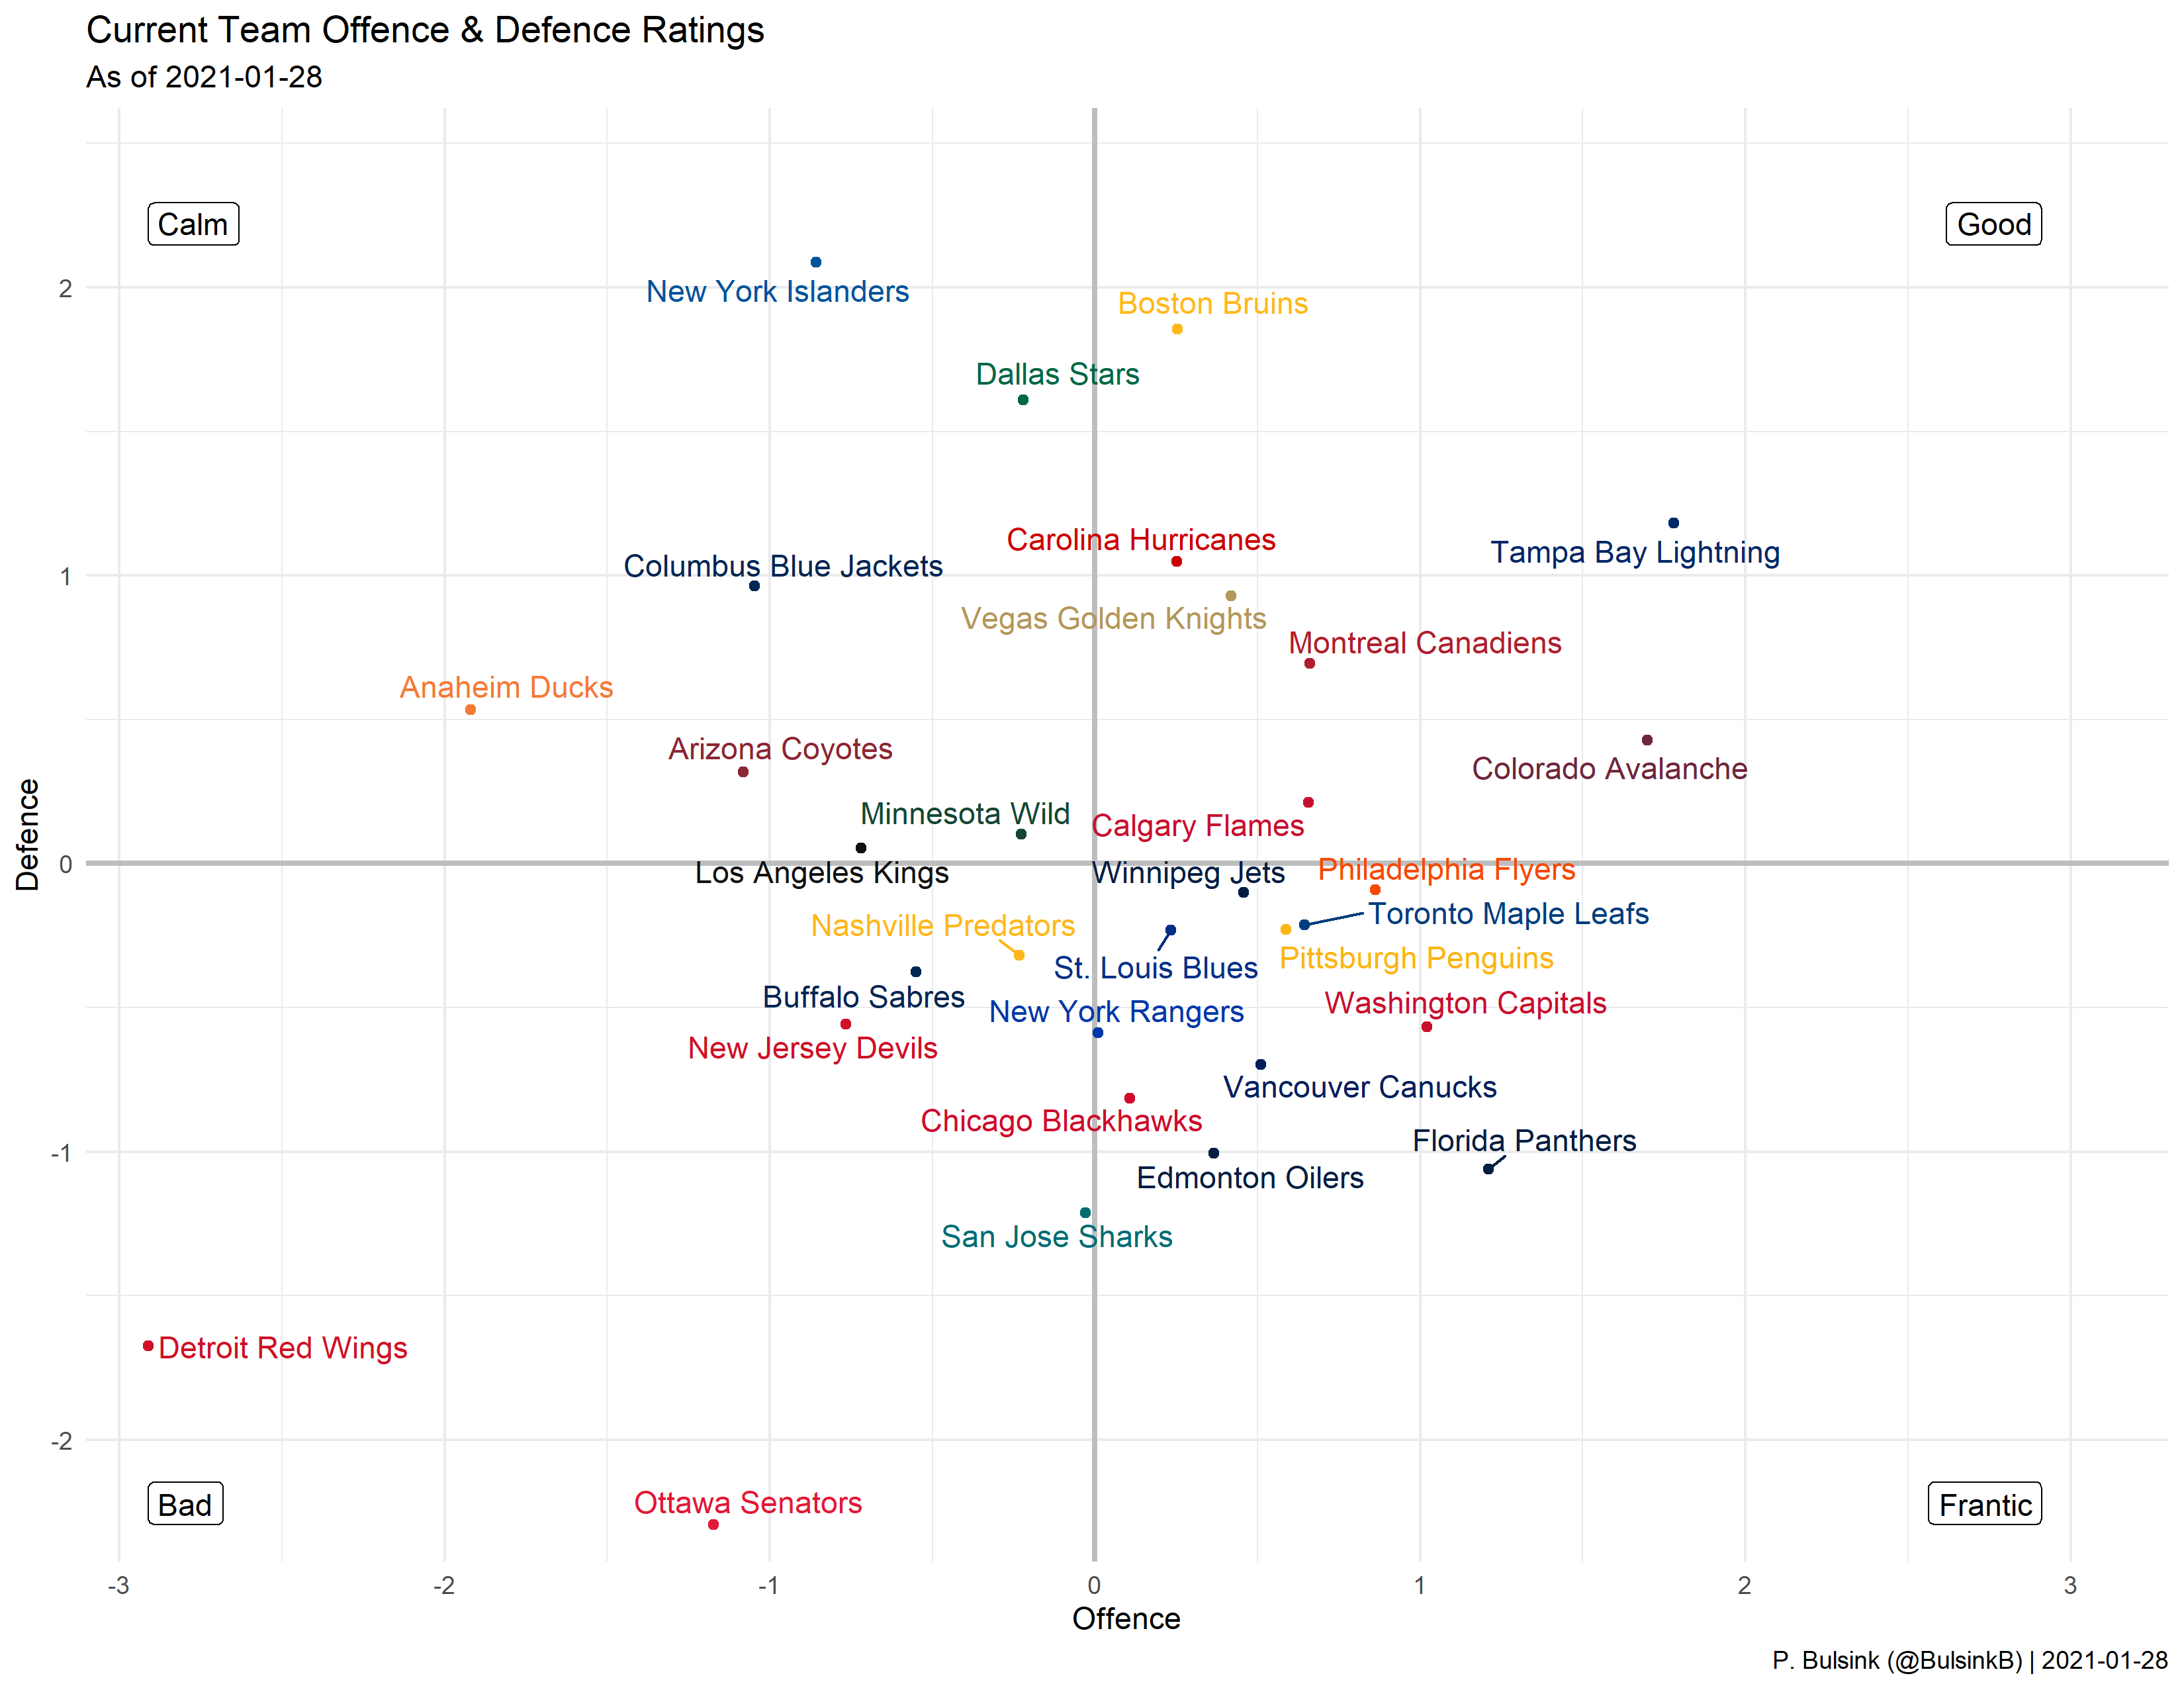 Current Team Offence & Defence Ratings
As of 2021-01-28
Calm
Good
2
New York Islanders
Boston Bruins
Dallas Stars
Carolina Hurricanes
Tampa Bay Lightning
Columbus Blue Jackets
1
Vegas Golden Knights
Montreal Canadiens
Anaheim Ducks
Arizona Coyotes
Colorado Avalanche
Minnesota Wild
Calgary Flames
Defence
0
Los Angeles Kings
Winnipeg Jets
Philadelphia Flyers
Toronto Maple Leafs
Nashville Predators
St. Louis Blues
Pittsburgh Penguins
Buffalo Sabres
New York Rangers
Washington Capitals
New Jersey Devils
Vancouver Canucks
Chicago Blackhawks
Florida Panthers
-1
Edmonton Oilers
San Jose Sharks
Detroit Red Wings
-2
Bad
Ottawa Senators
Frantic
-3 -2 -1 0 1 2 3
Offence
P. Bulsink (@BulsinkB) | 2021-01-28